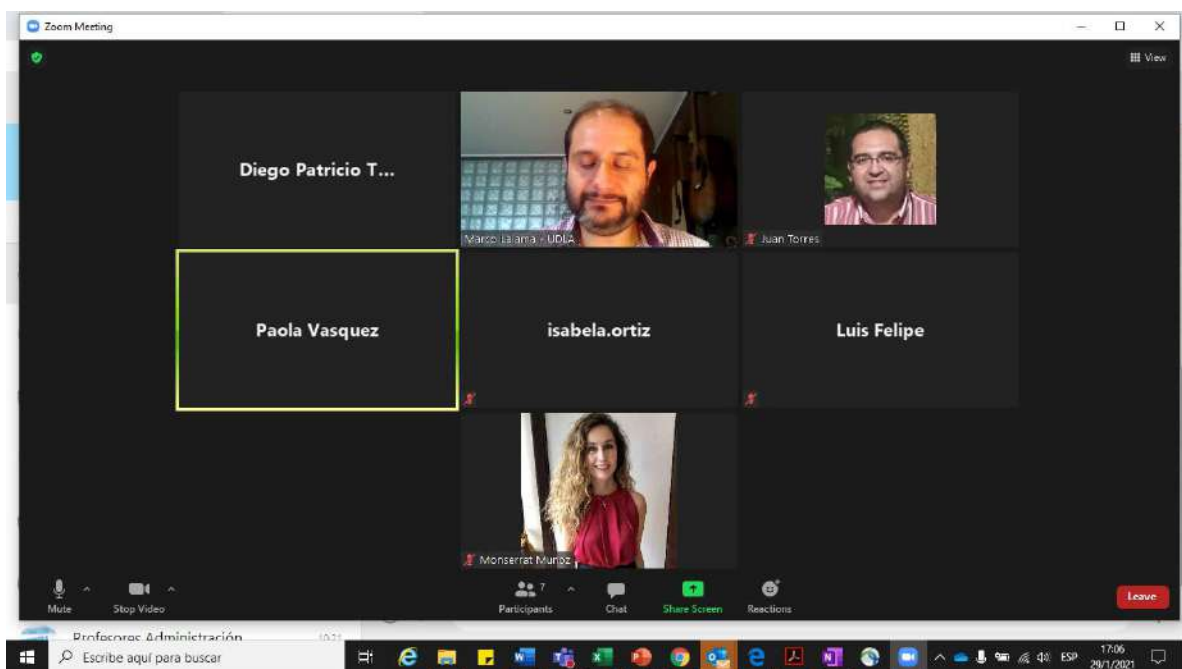 Zoom Meeting
View
Diego Patricio T...
Marco Lalama - UDLA
Juan Torres
Paola Vasquez
isabela.ortiz
Luis Felipe
Monserrat Munoz
Mute
Stop Video
7
Participants
Chat
Share Screen
Reactions
Leave
Profesores Administración
Escribe aquí para buscar
ESP
17:06
29/1/2021